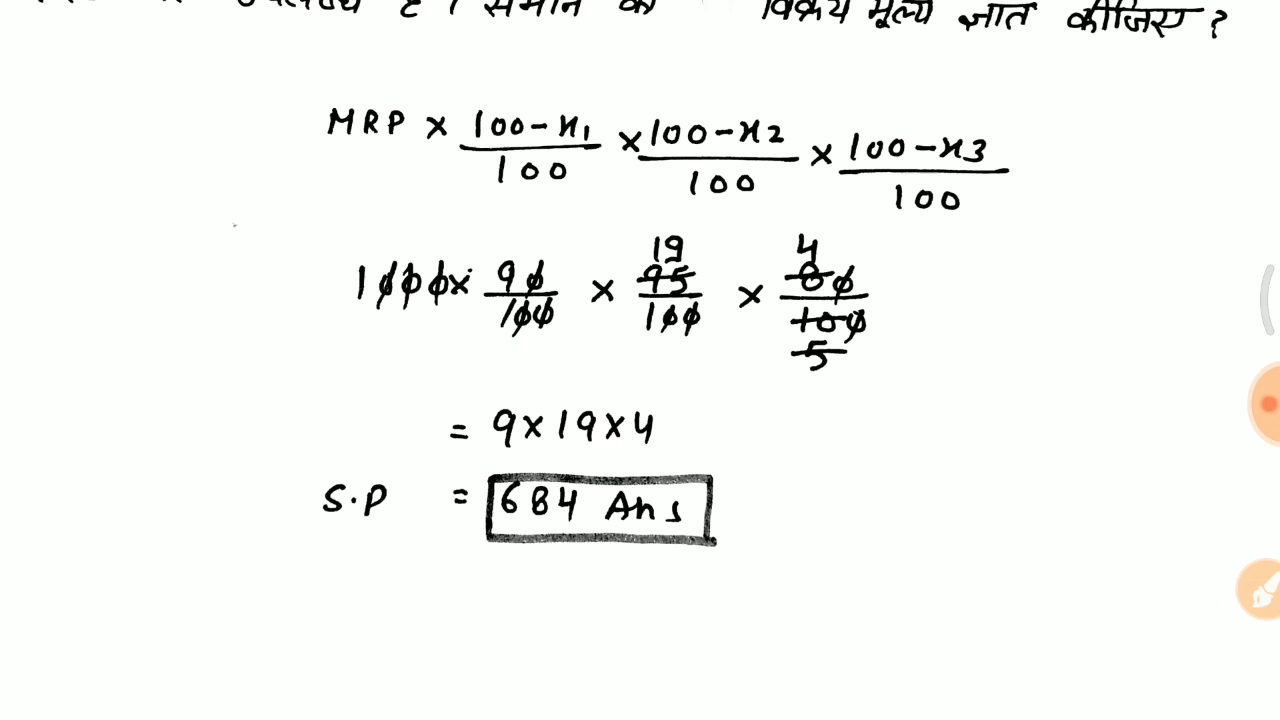 समान का विक्रय मूल्य ज्ञात कीजिए ?
MRP × (100-x1)/100 × (100-x2)/100 × (100-x3)/100
1000 × 90/100 × 95/100 × 80/100
19 4
5
= 9×19×4
S.P = 684 Ans